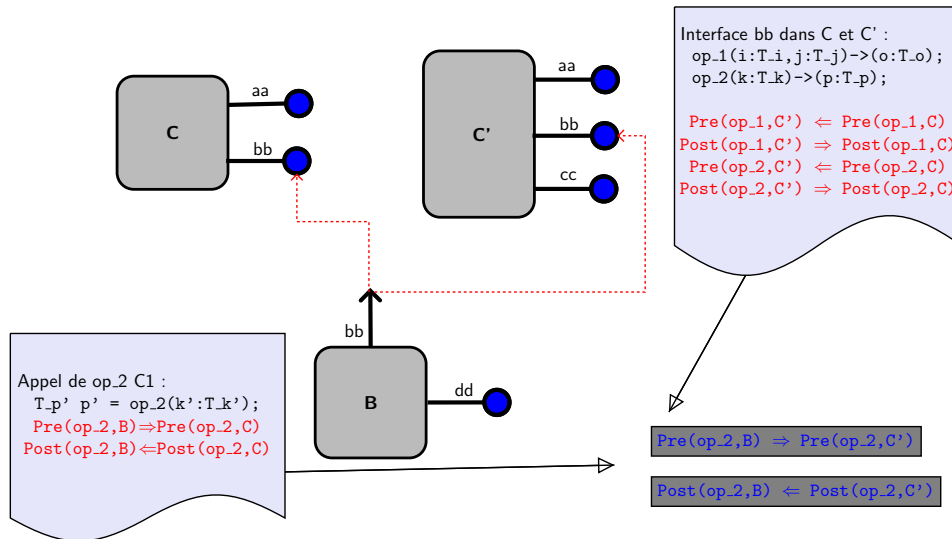 Interface bb dans C et C' :
op_1(i:T_i,j:T_j)->(o:T_o);
op_2(k:T_k)->(p:T_p);
Pre(op_1,C') ⇐ Pre(op_1,C)
Post(op_1,C') ⇒ Post(op_1,C)
Pre(op_2,C') ⇐ Pre(op_2,C)
Post(op_2,C') ⇒ Post(op_2,C)
aa
C
bb
aa
C'
bb
cc
bb
B
dd
Appel de op_2 C1 :
T_p' p' = op_2(k':T_k');
Pre(op_2,B)⇒Pre(op_2,C)
Post(op_2,B)⇐Post(op_2,C)
Pre(op_2,B) ⇒ Pre(op_2,C')
Post(op_2,B) ⇐ Post(op_2,C')